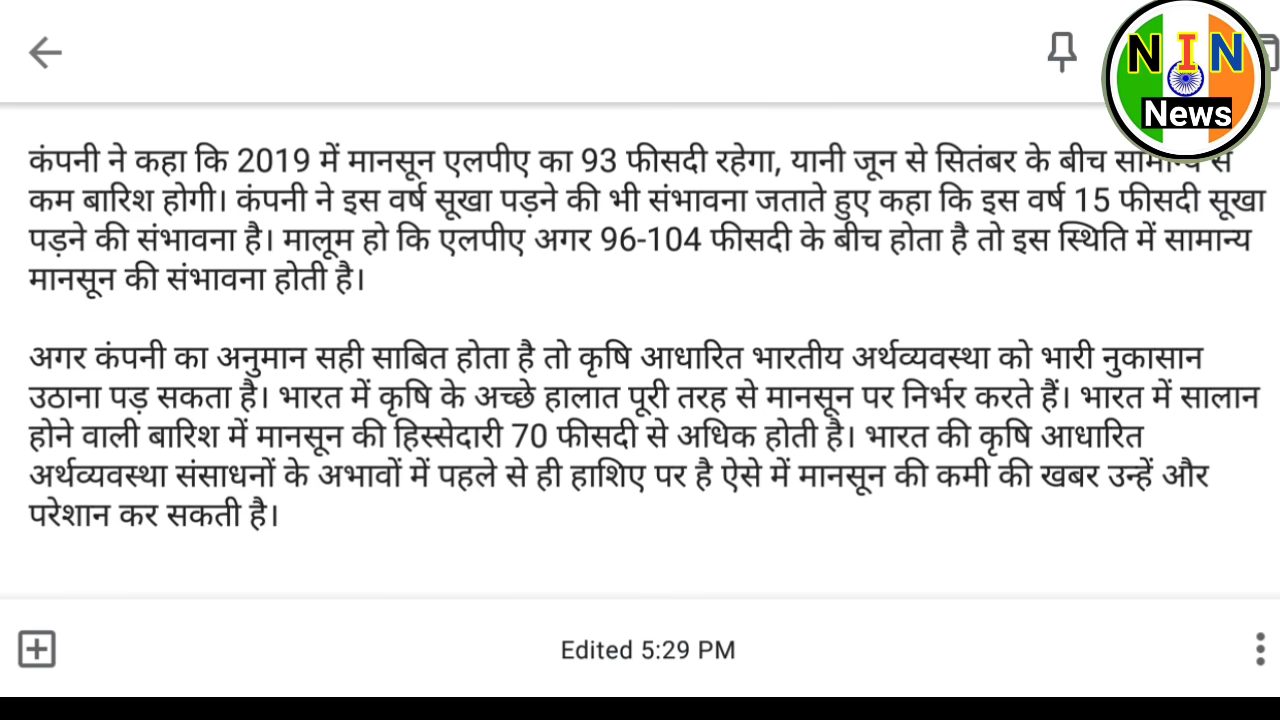 N I N
News
कंपनी ने कहा कि 2019 में मानसून एलपीए का 93 फीसदी रहेगा, यानी जून से सितंबर के बीच सामान्य से
कम बारिश होगी। कंपनी ने इस वर्ष सूखा पड़ने की भी संभावना जताते हुए कहा कि इस वर्ष 15 फीसदी सूखा
पड़ने की संभावना है। मालूम हो कि एलपीए अगर 96-104 फीसदी के बीच होता है तो इस स्थिति में सामान्य
मानसून की संभावना होती है।
अगर कंपनी का अनुमान सही साबित होता है तो कृषि आधारित भारतीय अर्थव्यवस्था को भारी नुकासान
उठाना पड़ सकता है। भारत में कृषि के अच्छे हालात पूरी तरह से मानसून पर निर्भर करते हैं। भारत में सालान
होने वाली बारिश में मानसून की हिस्सेदारी 70 फीसदी से अधिक होती है। भारत की कृषि आधारित
अर्थव्यवस्था संसाधनों के अभावों में पहले से ही हाशिए पर है ऐसे में मानसून की कमी की खबर उन्हें और
परेशान कर सकती है।
Edited 5:29 PM